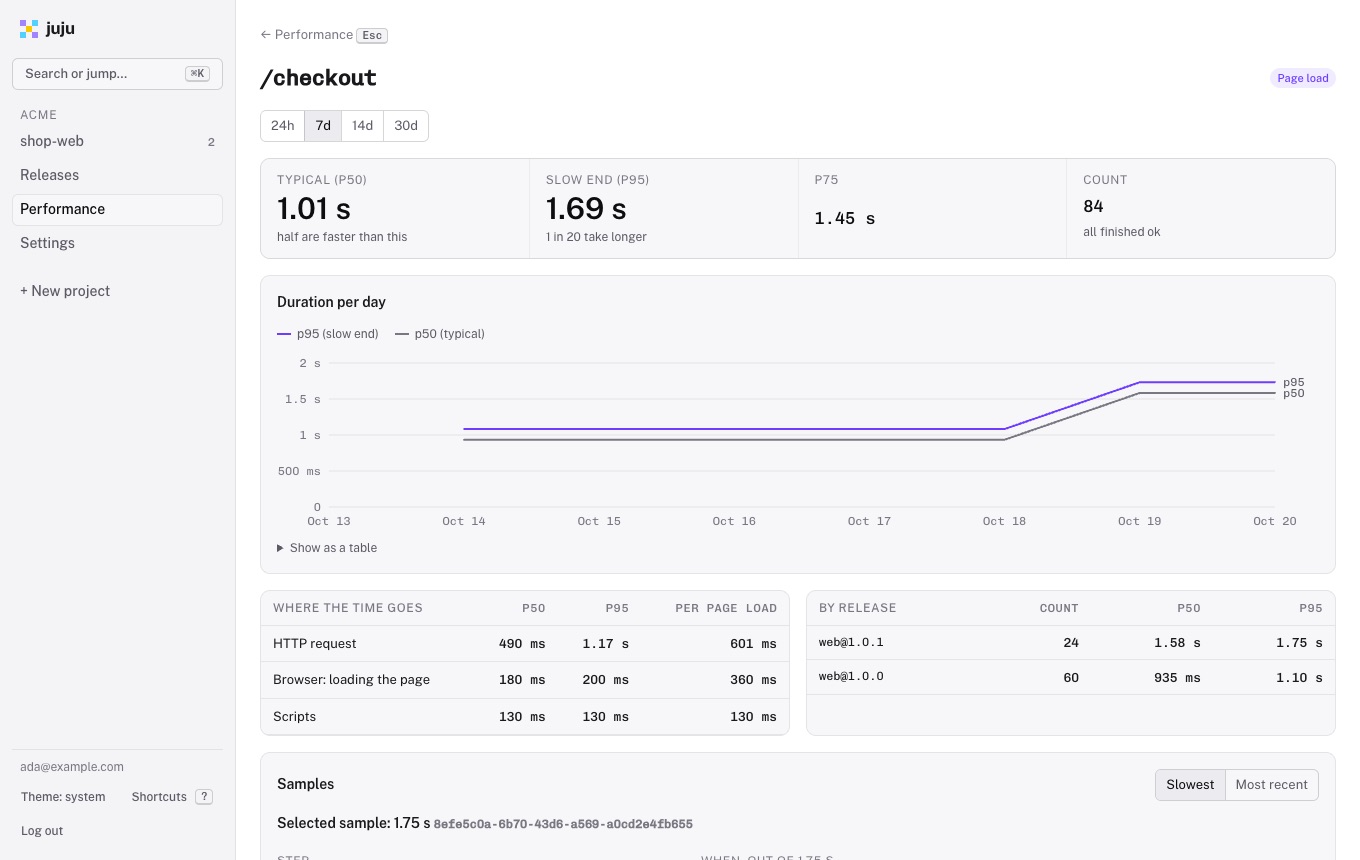 juju
Search or jump... ⌘K
ACME
shop-web 2
Releases
Performance
Settings
+ New project
ada@example.com
Theme: system Shortcuts ?
Log out
← Performance Esc
/checkout
Page load
24h 7d 14d 30d
TYPICAL (P50)
1.01 s
half are faster than this
SLOW END (P95)
1.69 s
1 in 20 take longer
P75
1.45 s
COUNT
84
all finished ok
Duration per day
p95 (slow end) p50 (typical)
2 s
1.5 s
1 s
500 ms
0
p95
p50
Oct 13 Oct 14 Oct 15 Oct 16 Oct 17 Oct 18 Oct 19 Oct 20
▶ Show as a table
WHERE THE TIME GOES P50 P95 PER PAGE LOAD
HTTP request 490 ms 1.17 s 601 ms
Browser: loading the page 180 ms 200 ms 360 ms
Scripts 130 ms 130 ms 130 ms
BY RELEASE COUNT P50 P95
web@1.0.1 24 1.58 s 1.75 s
web@1.0.0 60 935 ms 1.10 s
Samples
Slowest Most recent
Selected sample: 1.75 s 8efe5c0a-6b70-43d6-a569-a0cd2e4fb655
STEP WHEN, OUT OF 1.75 S